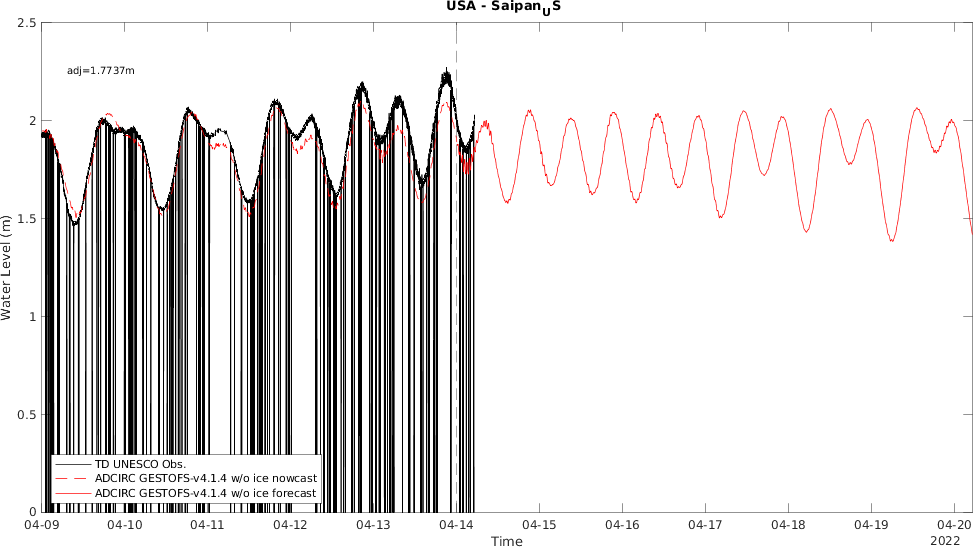 USA - SaipanUS
2.5
adj=1.7737m
2
1.5
Water Level (m)
1
0.5
0
TD UNESCO Obs.
ADCIRC GESTOFS-v4.1.4 w/o ice nowcast
ADCIRC GESTOFS-v4.1.4 w/o ice forecast
04-09 04-10 04-11 04-12 04-13 04-14 04-15 04-16 04-17 04-18 04-19 04-20
Time 2022